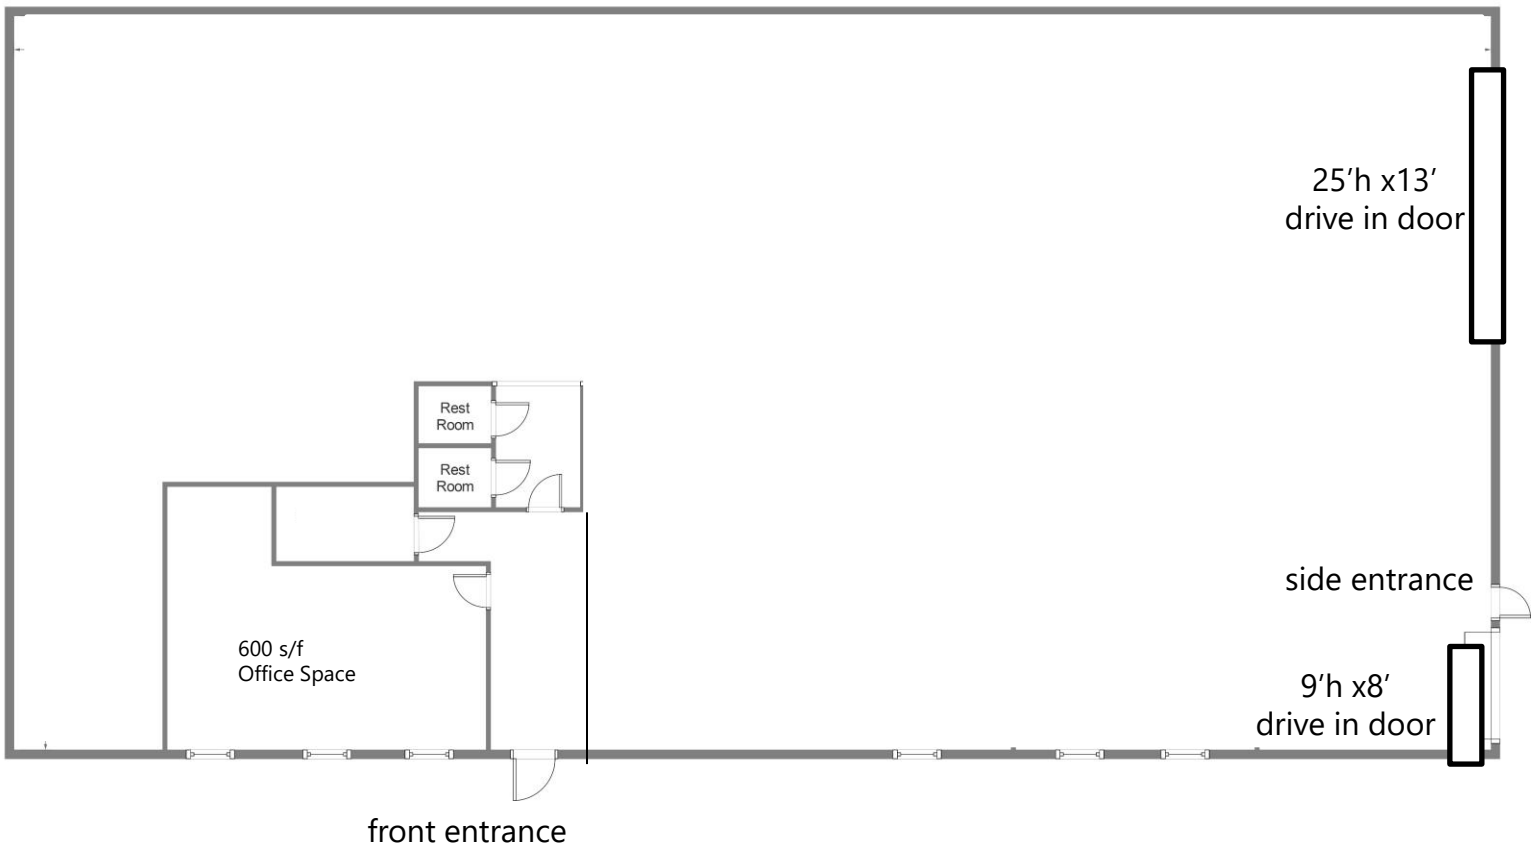 25’h x13’
drive in door
Rest
Room
Rest
Room
side entrance
600 s/f
Office Space
9’h x8’
drive in door
front entrance